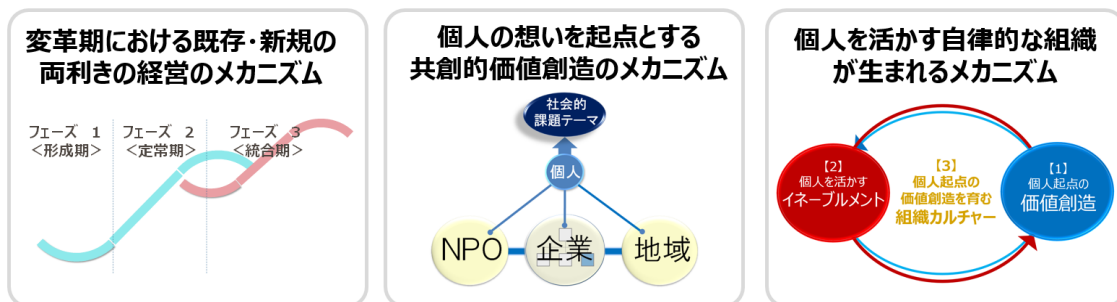 変革期における既存・新規の
両利きの経営のメカニズム
フェーズ 1
<形成期>
フェーズ 2
<定常期>
フェーズ 3
<統合期>
個人の想いを起点とする
共創的価値創造のメカニズム
社会的
課題テーマ
個人
NPO
企業
地域
個人を活かす自律的な組織
が生まれるメカニズム
【2】
個人を活かす
イネーブルメント
【3】
個人起点の
価値創造を育む
組織カルチャー
【1】
個人起点の
価値創造